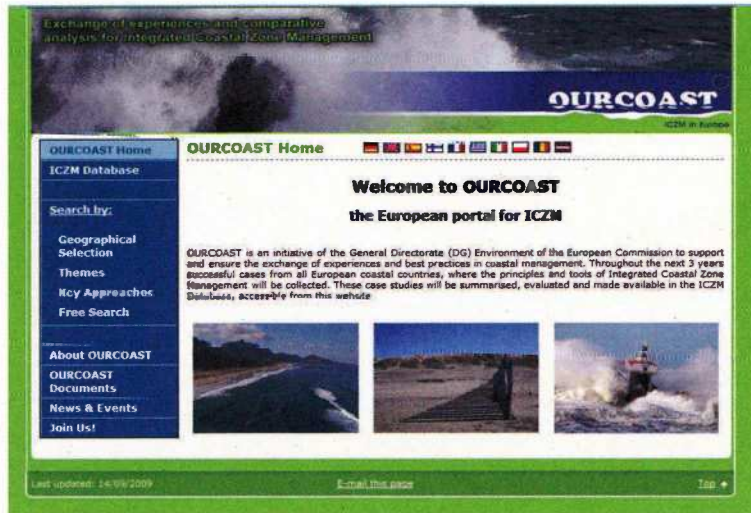 Exchange of experiences and comparative
analysis for Integrated Coastal Zone Management
OURCOAST
ICZM in Europe
OURCOAST Home
ICZM Database
Search by:
Geographical
Selection
Themes
Key Approaches
Free Search
About OURCOAST
OURCOAST
Documents
News & Events
Join Us!
OURCOAST Home
Welcome to OURCOAST
the European portal for ICZM
OURCOAST is an initiative of the General Directorate (DG) Environment of the European Commission to support
and ensure the exchange of experiences and best practices in coastal management. Throughout the next 3 years
successful cases from all European coastal countries, where the principles and tools of Integrated Coastal Zone
Management will be collected. These case studies will be summarised, evaluated and made available in the ICZM
Database, accessible from this website
Last updated: 14/09/2009
E-mail this page
Top